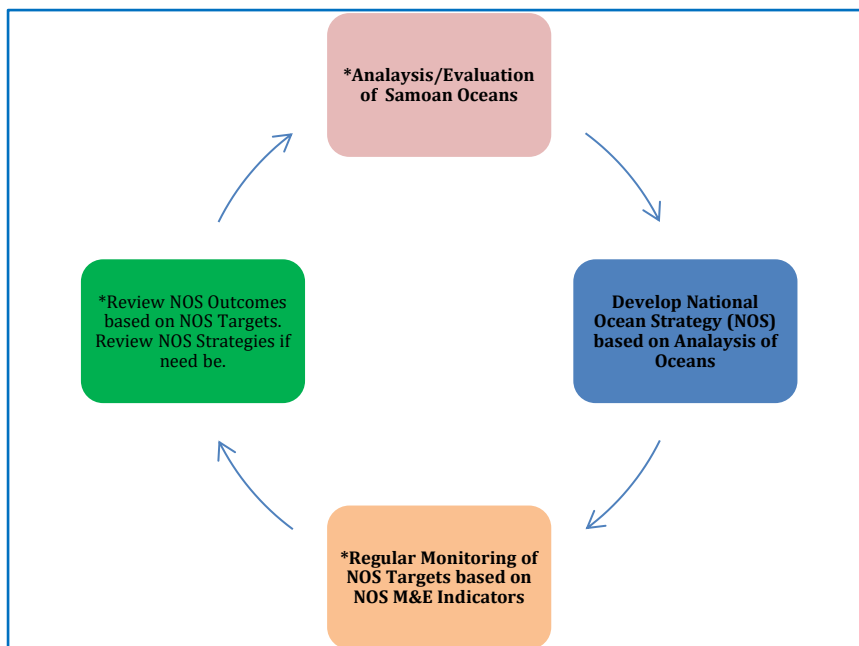 *Analaysis/Evaluation
of Samoan Oceans
Develop National
Ocean Strategy (NOS)
based on Analaysis of
Oceans
*Regular Monitoring of
NOS Targets based on
NOS M&E Indicators
*Review NOS Outcomes
based on NOS Targets.
Review NOS Strategies if
need be.